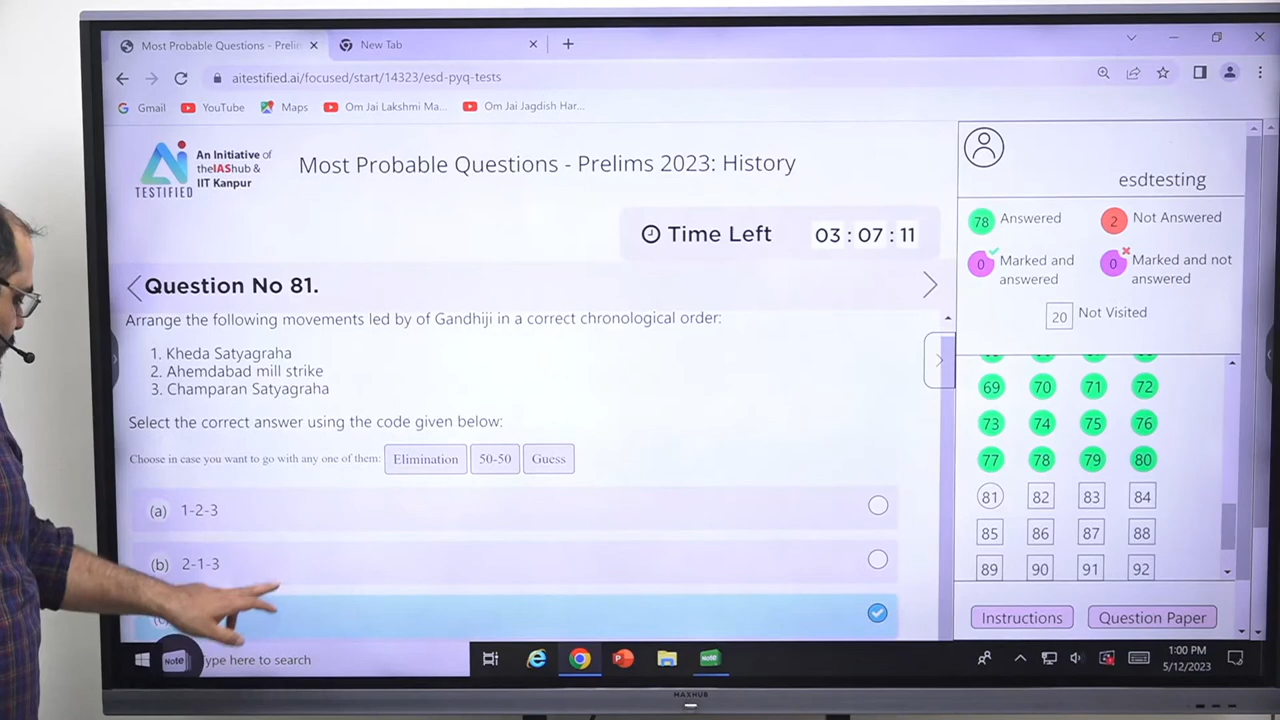 Most Probable Questions - Prelin
New Tab
aitestified.ai/focused/start/14323/esd-pyq-tests
Gmail
YouTube
Maps
Om Jai Lakshmi Ma...
Om Jai Jagdish Har...
TESTIFIED
An Initiative of
theIAShub &
IIT Kanpur
Most Probable Questions - Prelims 2023: History
Time Left 03 : 07 : 11
Question No 81.
Arrange the following movements led by of Gandhiji in a correct chronological order:
1. Kheda Satyagraha
2. Ahemdabad mill strike
3. Champaran Satyagraha
Select the correct answer using the code given below:
Choose in case you want to go with any one of them: Elimination 50-50 Guess
(a) 1-2-3
(b) 2-1-3
esdtesting
78 Answered
2 Not Answered
0 Marked and answered
0 Marked and not answered
20 Not Visited
69 70 71 72
73 74 75 76
77 78 79 80
81 82 83 84
85 86 87 88
89 90 91 92
Instructions
Question Paper
Note
ype here to search
Note
1:00 PM
5/12/2023
MAXHUB